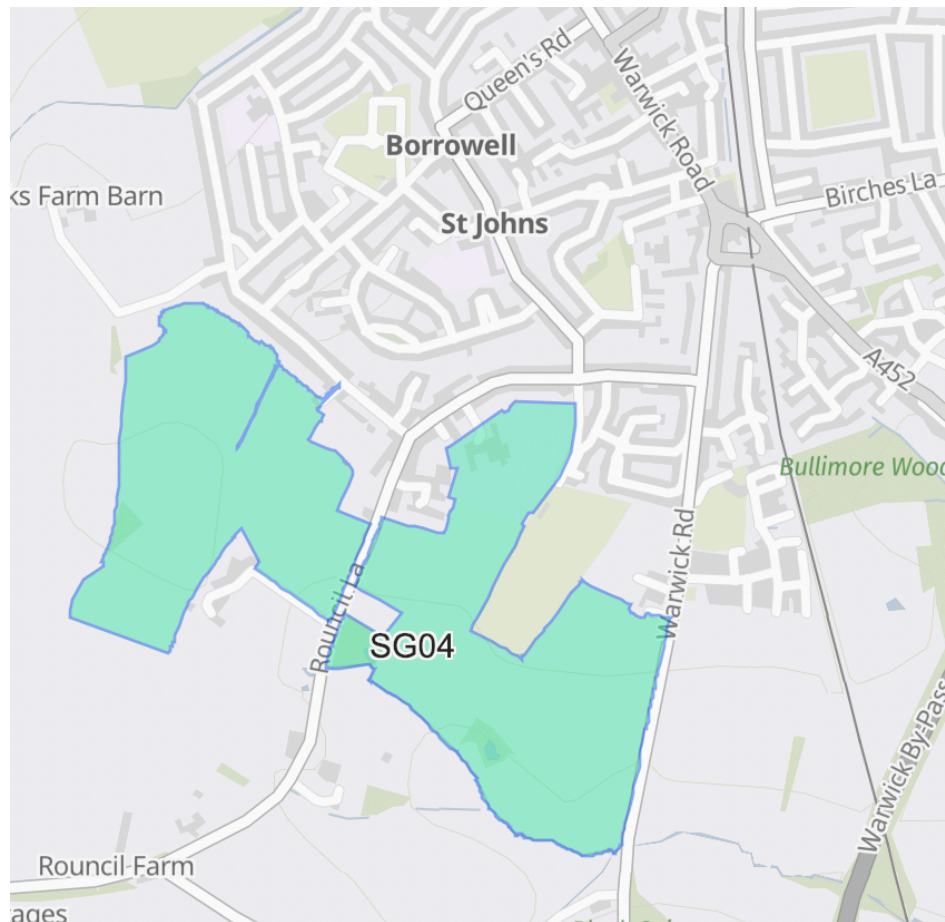 Queen's Rd
Warwick Road
Borrowell
ks Farm Barn
Birches La
St Johns
A452
Bullimore Wood
Warwick Rd
Rouncil La
SG04
Warwick By-Pass
Rouncil Farm
ages